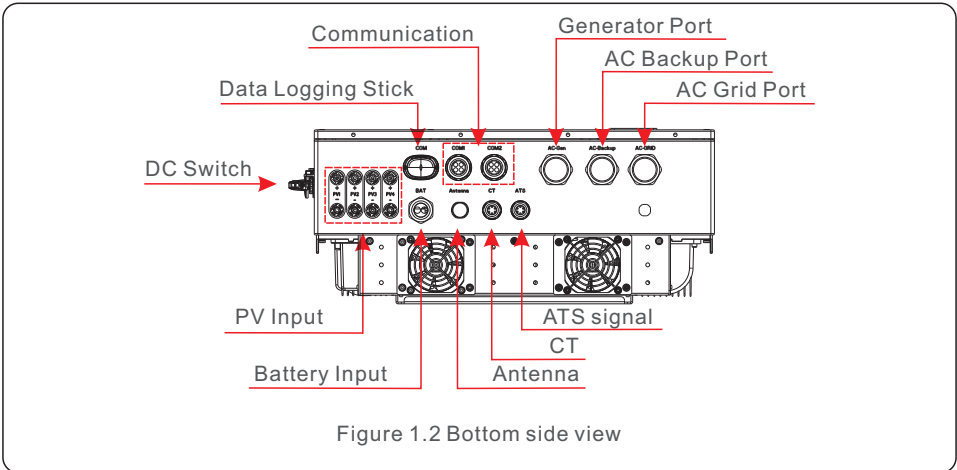 Communication
Generator Port
AC Backup Port
Data Logging Stick
AC Grid Port
COM
COM1
COM2
AC-Gen
AC-Backup
AC-GRID
DC Switch
+ + + +
PV1 PV2 PV3 PV4
- - - -
BAT
Antenna
CT
ATS
PV Input
ATS signal
CT
Battery Input
Antenna
Figure 1.2 Bottom side view